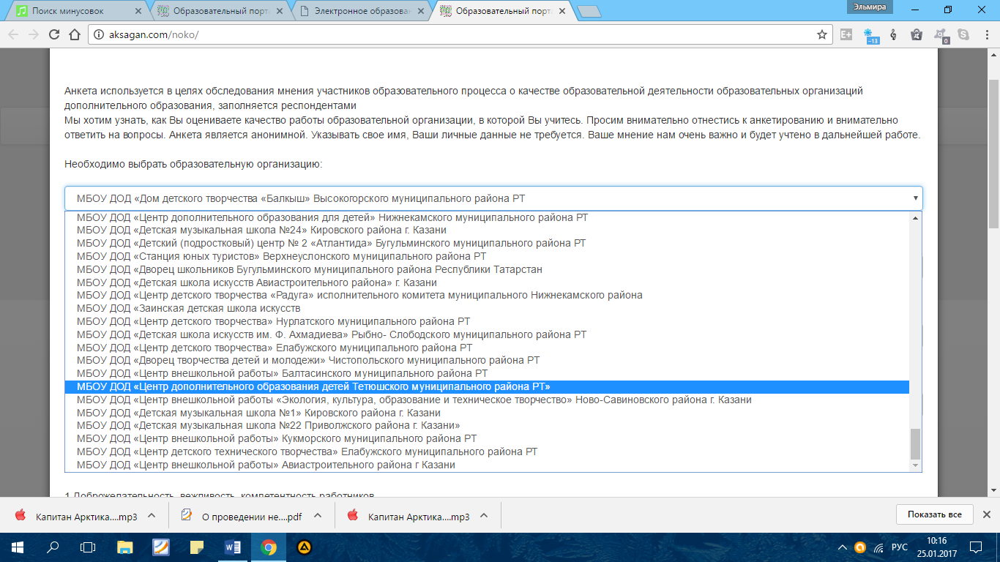 Поиск минусовок
Образовательный порт
Электронное образован
Образовательный порта
Эльмира
aksagan.com/noko/
E+
-13
0
Анкета используется в целях обследования мнения участников образовательного процесса о качестве образовательной деятельности образовательных организаций
дополнительного образования, заполняется респондентами
Мы хотим узнать, как Вы оцениваете качество работы образовательной организации, в которой Вы учитесь. Просим внимательно отнестись к анкетированию и внимательно
ответить на вопросы. Анкета является анонимной. Указывать свое имя, Ваши личные данные не требуется. Ваше мнение нам очень важно и будет учтено в дальнейшей работе.
Необходимо выбрать образовательную организацию:
МБОУ ДОД «Дом детского творчества «Балкыш» Высокогорского муниципального района РТ
МБОУ ДОД «Центр дополнительного образования для детей» Нижнекамского муниципального района РТ
МБОУ ДОД «Детская музыкальная школа №24» Кировского района г. Казани
МБОУ ДОД «Детский (подростковый) центр № 2 «Атлантида» Бугульминского муниципального района РТ
МБОУ ДОД «Станция юных туристов» Верхнеуслонского муниципального района РТ
МБОУ ДОД «Дворец школьников Бугульминского муниципального района Республики Татарстан
МБОУ ДОД «Детская школа искусств Авиастроительного района» г. Казани
МБОУ ДОД «Центр детского творчества «Радуга» исполнительного комитета муниципального Нижнекамского района
МБОУ ДОД «Заинская детская школа искусств
МБОУ ДОД «Центр детского творчества» Нурлатского муниципального района РТ
МБОУ ДОД «Детская школа искусств им. Ф. Ахмадиева» Рыбно- Слободского муниципального района РТ
МБОУ ДОД «Центр детского творчества» Елабужского муниципального района РТ
МБОУ ДОД «Дворец творчества детей и молодежи» Чистопольского муниципального района РТ
МБОУ ДОД «Центр внешкольной работы» Балтасинского муниципального района РТ
МБОУ ДОД «Центр дополнительного образования детей Тетюшского муниципального района РТ»
МБОУ ДОД «Центр внешкольной работы «Экология, культура, образование и техническое творчество» Ново-Савиновского района г. Казани
МБОУ ДОД «Детская музыкальная школа №1» Кировского района г. Казани
МБОУ ДОД «Детская музыкальная школа №22 Приволжского района г. Казани»
МБОУ ДОД «Центр внешкольной работы» Кукморского муниципального района РТ
МБОУ ДОД «Центр детского технического творчества» Елабужского муниципального района РТ
МБОУ ДОД «Центр внешкольной работы» Авиастроительного района г Казани
1 Доброжелательность, вежливость, компетентность работников
Капитан Арктика....mp3
О проведении не....pdf
Капитан Арктика....mp3
Показать все
РУС
10:16
25.01.2017